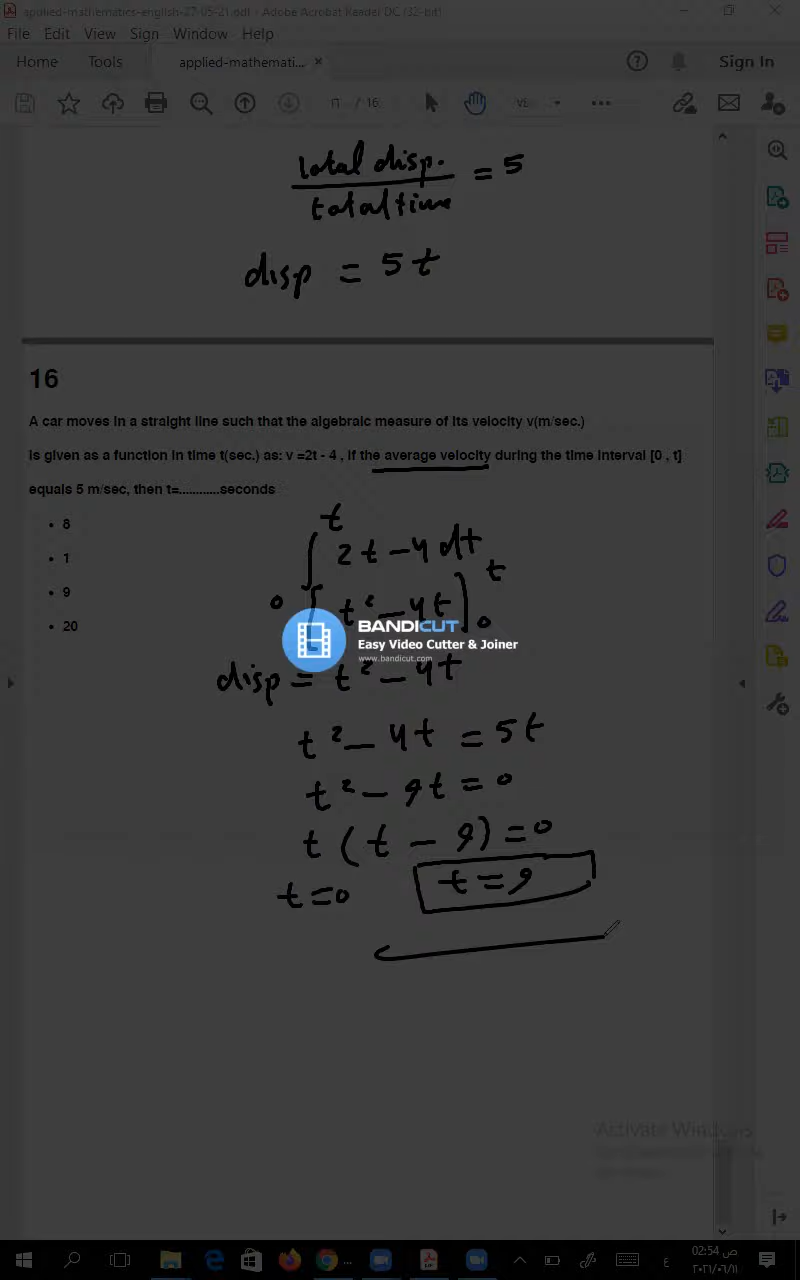 applied-mathematics-english-27-05-21.pdf - Adobe Acrobat Reader DC (32-bit)
File Edit View Sign Window Help
Home Tools applied-mathemati... × Sign In
/ 16
total disp.
total time
= 5
disp = 5t
16
A car moves in a straight line such that the algebraic measure of its velocity v(m/sec.)
is given as a function in time t(sec.) as: v =2t - 4 , if the average velocity during the time interval [0 , t]
equals 5 m/sec, then t=............seconds
• 8
• 1
• 9
• 20
∫ 0 t 2t - 4 dt
t² - 4t ] 0 t
BANDICUT
Easy Video Cutter & Joiner
www.bandicut.com
disp = t² - 4t
t² - 4t = 5t
t² - 9t = 0
t ( t - 9) = 0
t = 0 t = 9
Activate Windows
02:54 ص
٢٠٢١/٠٦/١١
ع